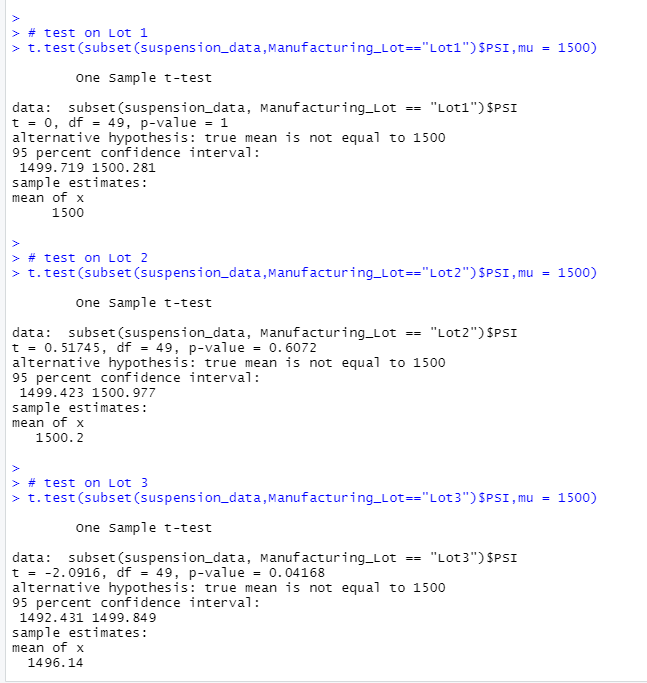 >
> # test on Lot 1
> t.test(subset(suspension_data,Manufacturing_Lot=="Lot1")$PSI,mu = 1500)
One Sample t-test
data:  subset(suspension_data, Manufacturing_Lot == "Lot1")$PSI
t = 0, df = 49, p-value = 1
alternative hypothesis: true mean is not equal to 1500
95 percent confidence interval:
1499.719 1500.281
sample estimates:
mean of x
1500
>
> # test on Lot 2
> t.test(subset(suspension_data,Manufacturing_Lot=="Lot2")$PSI,mu = 1500)
One Sample t-test
data:  subset(suspension_data, Manufacturing_Lot == "Lot2")$PSI
t = 0.51745, df = 49, p-value = 0.6072
alternative hypothesis: true mean is not equal to 1500
95 percent confidence interval:
1499.423 1500.977
sample estimates:
mean of x
1500.2
>
> # test on Lot 3
> t.test(subset(suspension_data,Manufacturing_Lot=="Lot3")$PSI,mu = 1500)
One Sample t-test
data:  subset(suspension_data, Manufacturing_Lot == "Lot3")$PSI
t = -2.0916, df = 49, p-value = 0.04168
alternative hypothesis: true mean is not equal to 1500
95 percent confidence interval:
1492.431 1499.849
sample estimates:
mean of x
1496.14